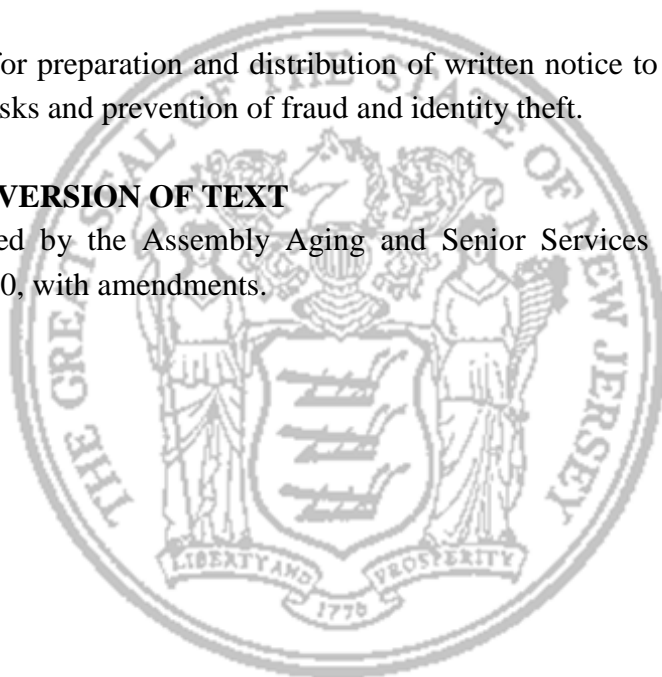 for preparation and distribution of written notice to
isks and prevention of fraud and identity theft.
VERSION OF TEXT
ed by the Assembly Aging and Senior Services
0, with amendments.
THE GREAT SEAL OF THE STATE OF NEW JERSEY
LIBERTY AND PROSPERITY
1776